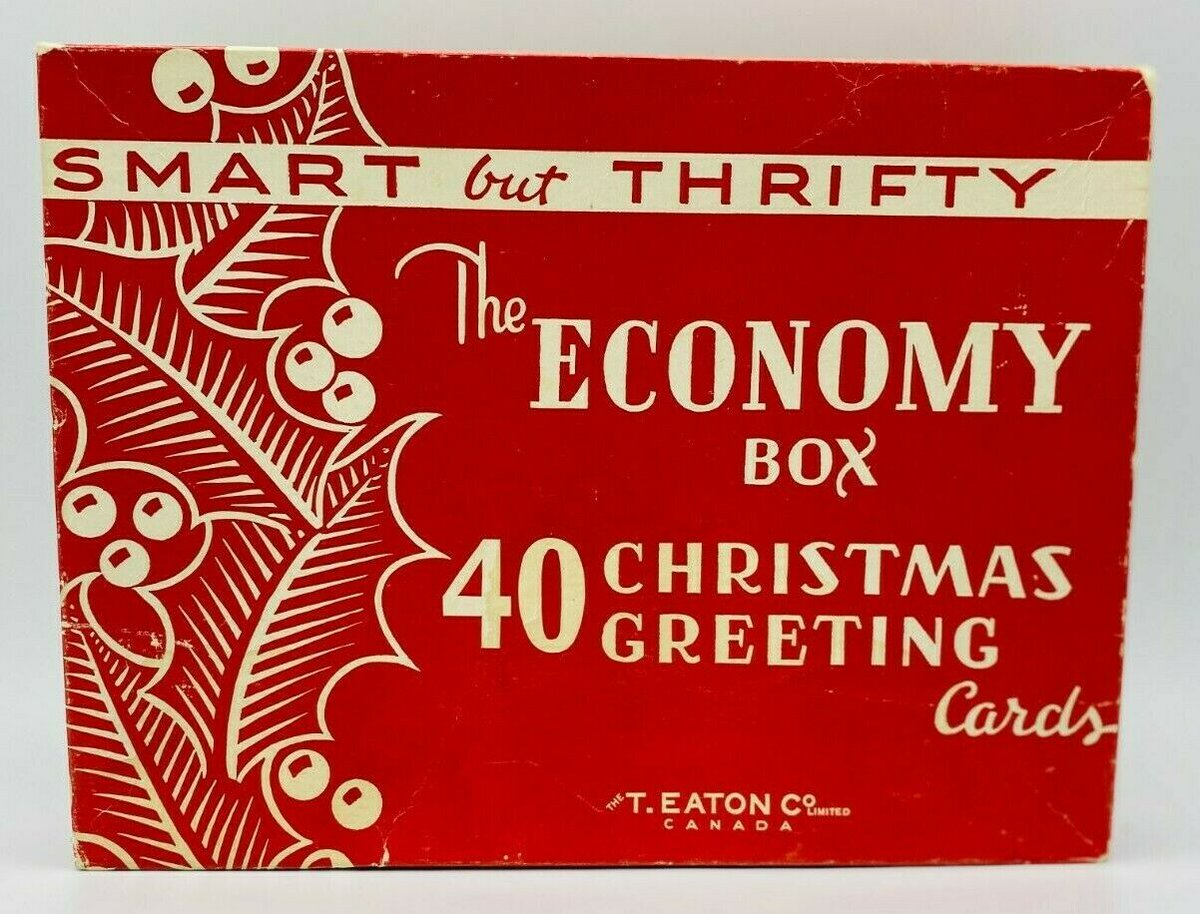 SMART but THRIFTY
The ECONOMY
BOX
40 CHRISTMAS
GREETING
Cards
THE T. EATON Co LIMITED
CANADA